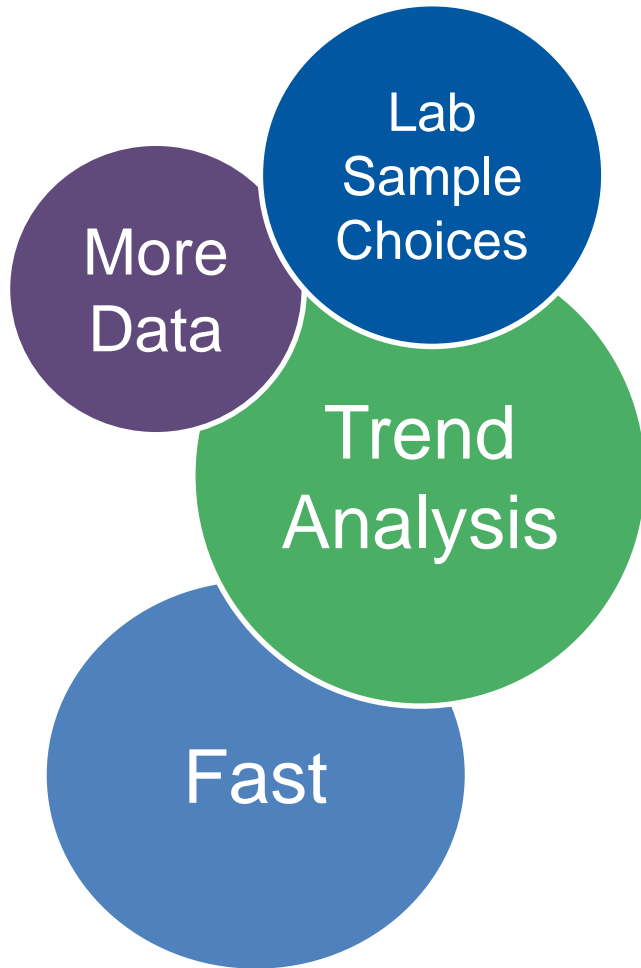 Lab
Sample
Choices
More
Data
Trend
Analysis
Fast